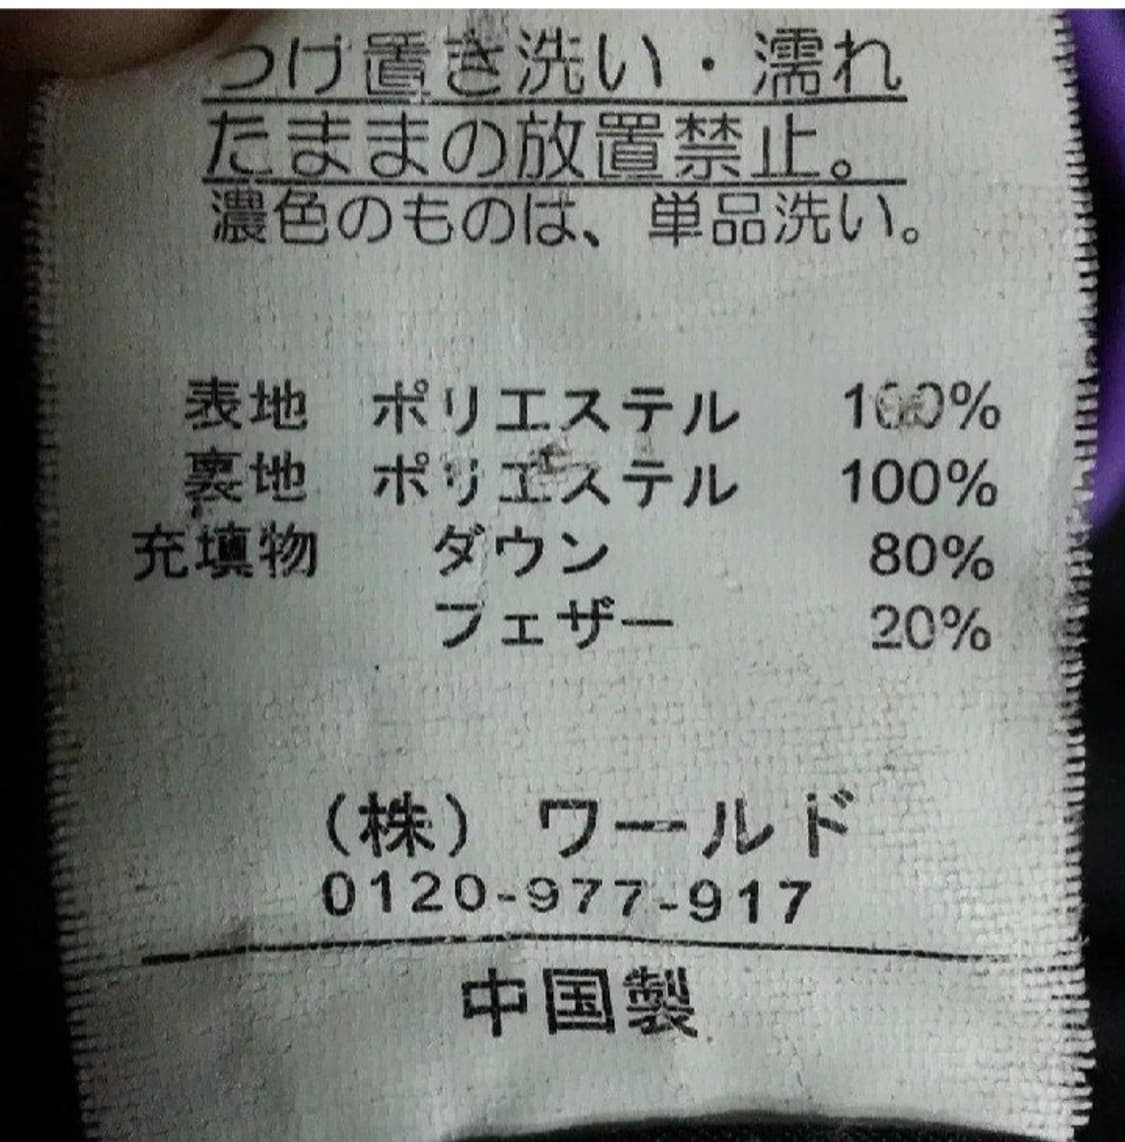 つけ置き洗い・濡れ
たままの放置禁止。
濃色のものは、単品洗い。
表地 ポリエステル 100%
裏地 ポリエステル 100%
充填物 ダウン 80%
フェザー 20%
(株) ワールド
0120-977-917
中国製